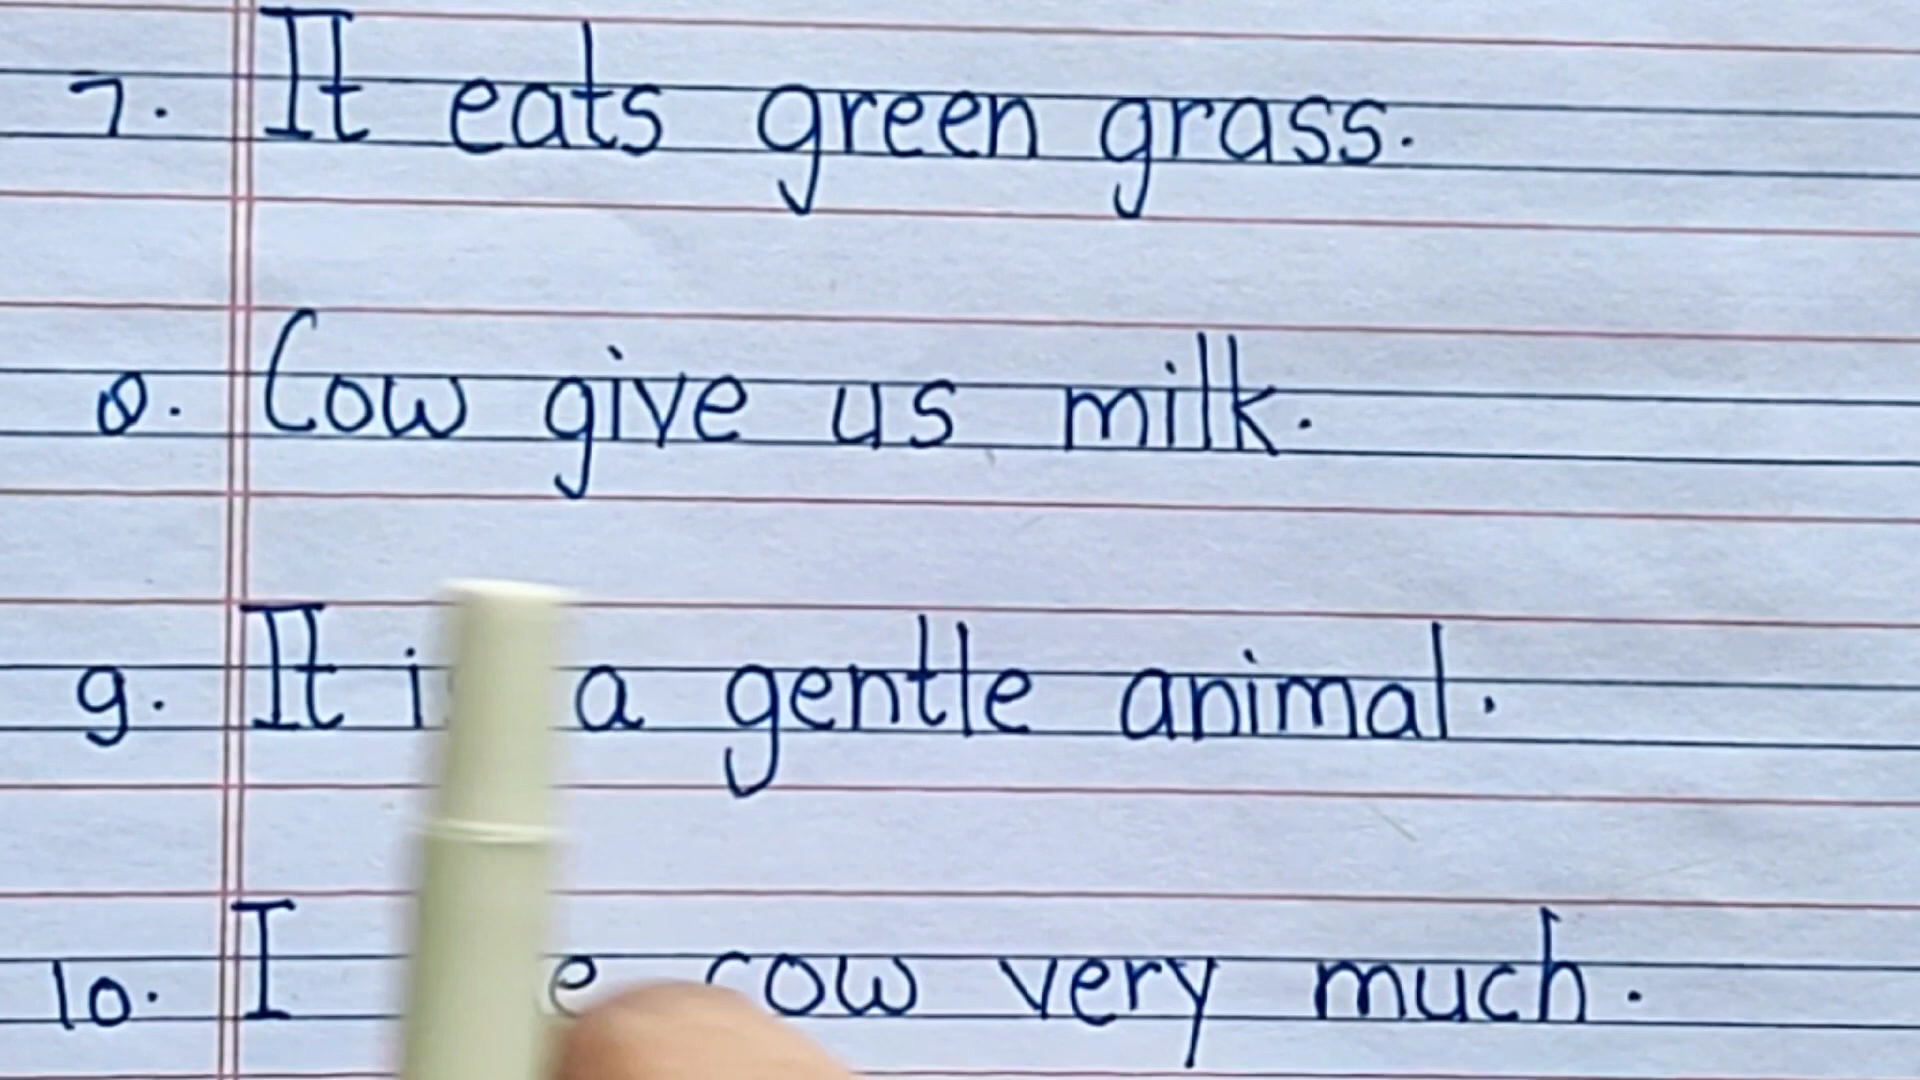 7. It eats green grass.
8. Cow give us milk.
9. It a gentle animal.
10. I cow very much.